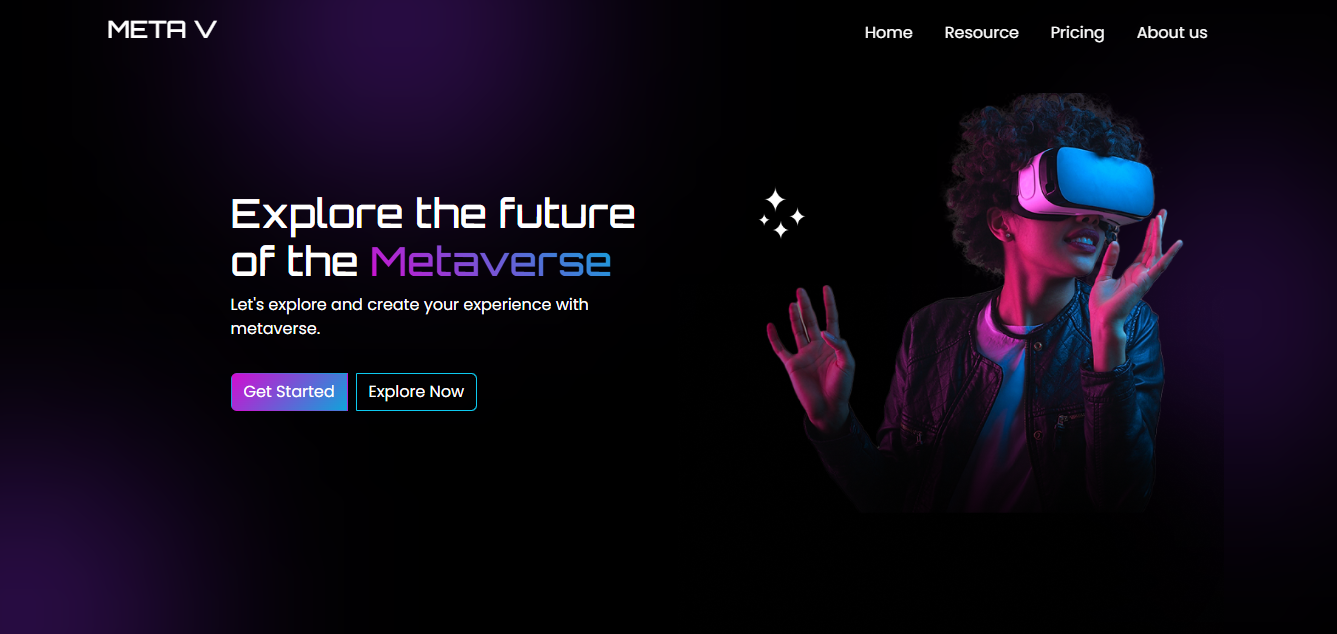 META V
Home Resource Pricing About us
Explore the future
of the Metaverse
Let's explore and create your experience with
metaverse.
Get Started Explore Now